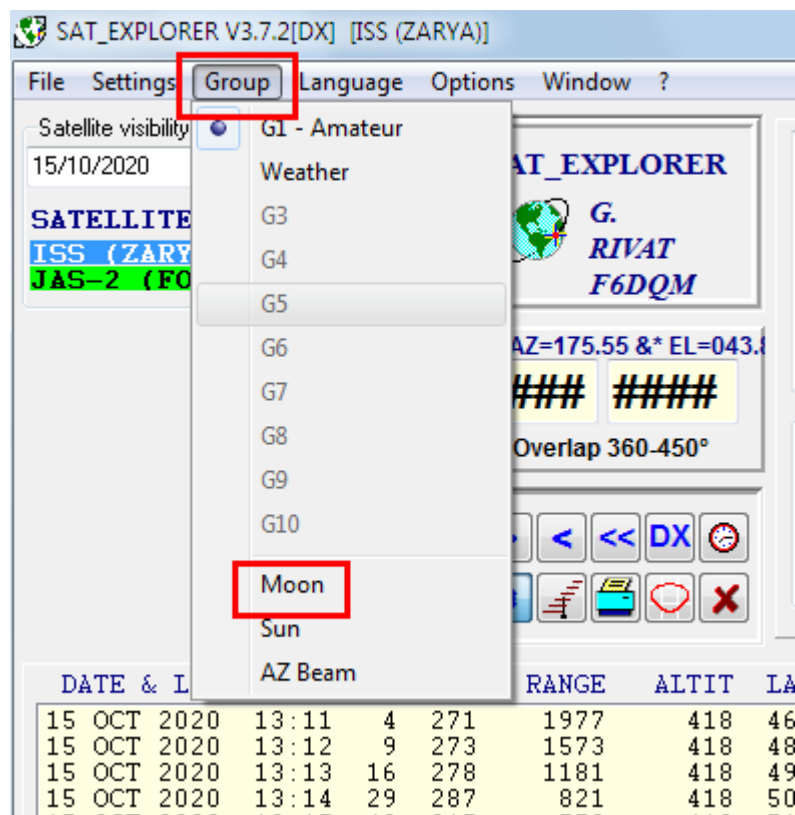 SAT_EXPLORER V3.7.2[DX] [ISS (ZARYA)]
File Settings Group Language Options Window ?
Satellite visibility
15/10/2020
SATELLITE
ISS (ZARY
JAS-2 (FO
G1 - Amateur
Weather
G3
G4
G5
G6
G7
G8
G9
G10
Moon
Sun
AZ Beam
AT_EXPLORER
G.
RIVAT
F6DQM
AZ=175.55 &* EL=043.8
#### ####
Overlap 360-450°
< << DX
DATE & L RANGE ALTIT LA
15 OCT 2020 13:11 4 271 1977 418 46
15 OCT 2020 13:12 9 273 1573 418 48
15 OCT 2020 13:13 16 278 1181 418 49
15 OCT 2020 13:14 29 287 821 418 50